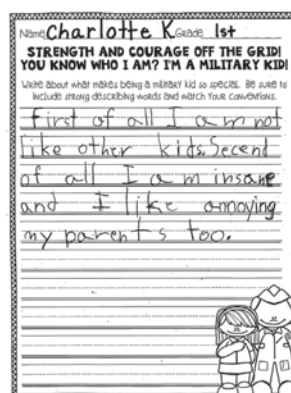 Name Charlotte K Grade 1st
STRENGTH AND COURAGE OFF THE GRID!
YOU KNOW WHO I AM? I'M A MILITARY KID!
Write about what makes being a military kid so special. Be sure to
include strong describing words and watch your conventions.
first of all I am not
like other kids. Second
of all I am insane
and I like annoying
my parents too.